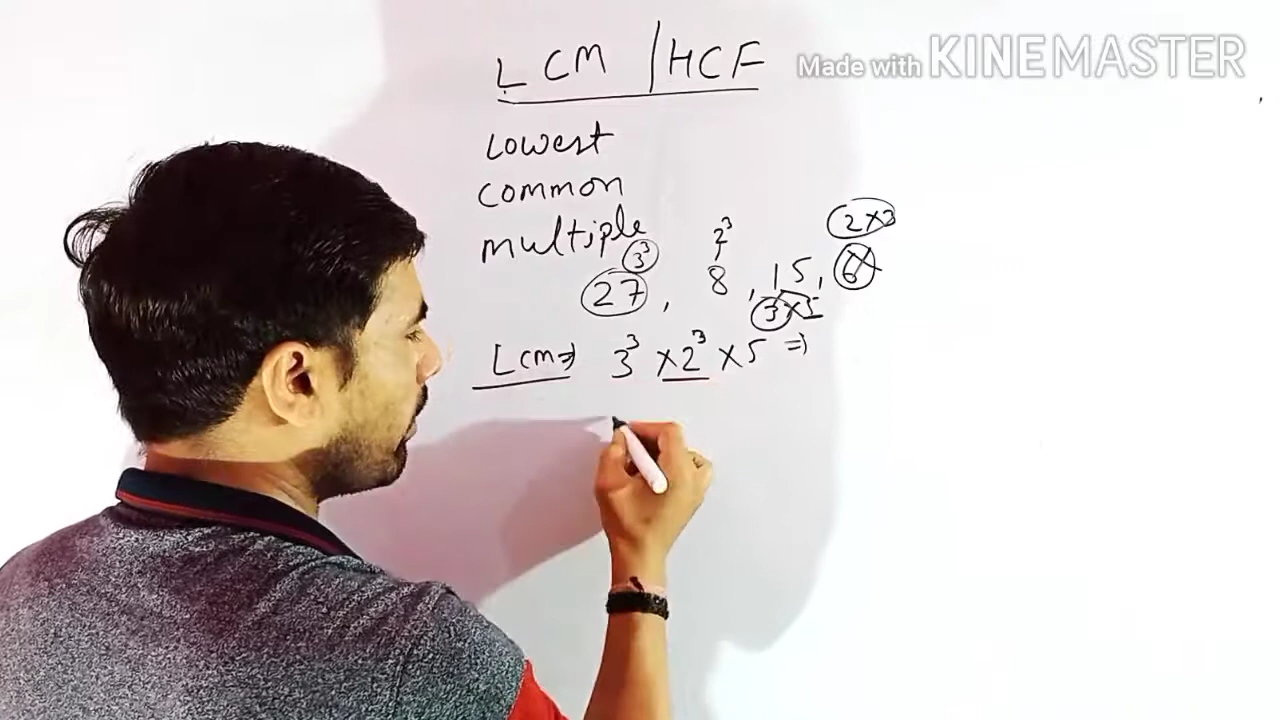 LCM / HCF
Made with KINEMASTER
Lowest
common
multiple
3³ 2³ 2×3
27, 8, 15, 6
3×5
Lcm⇒ 3³ × 2³ × 5 ⇒